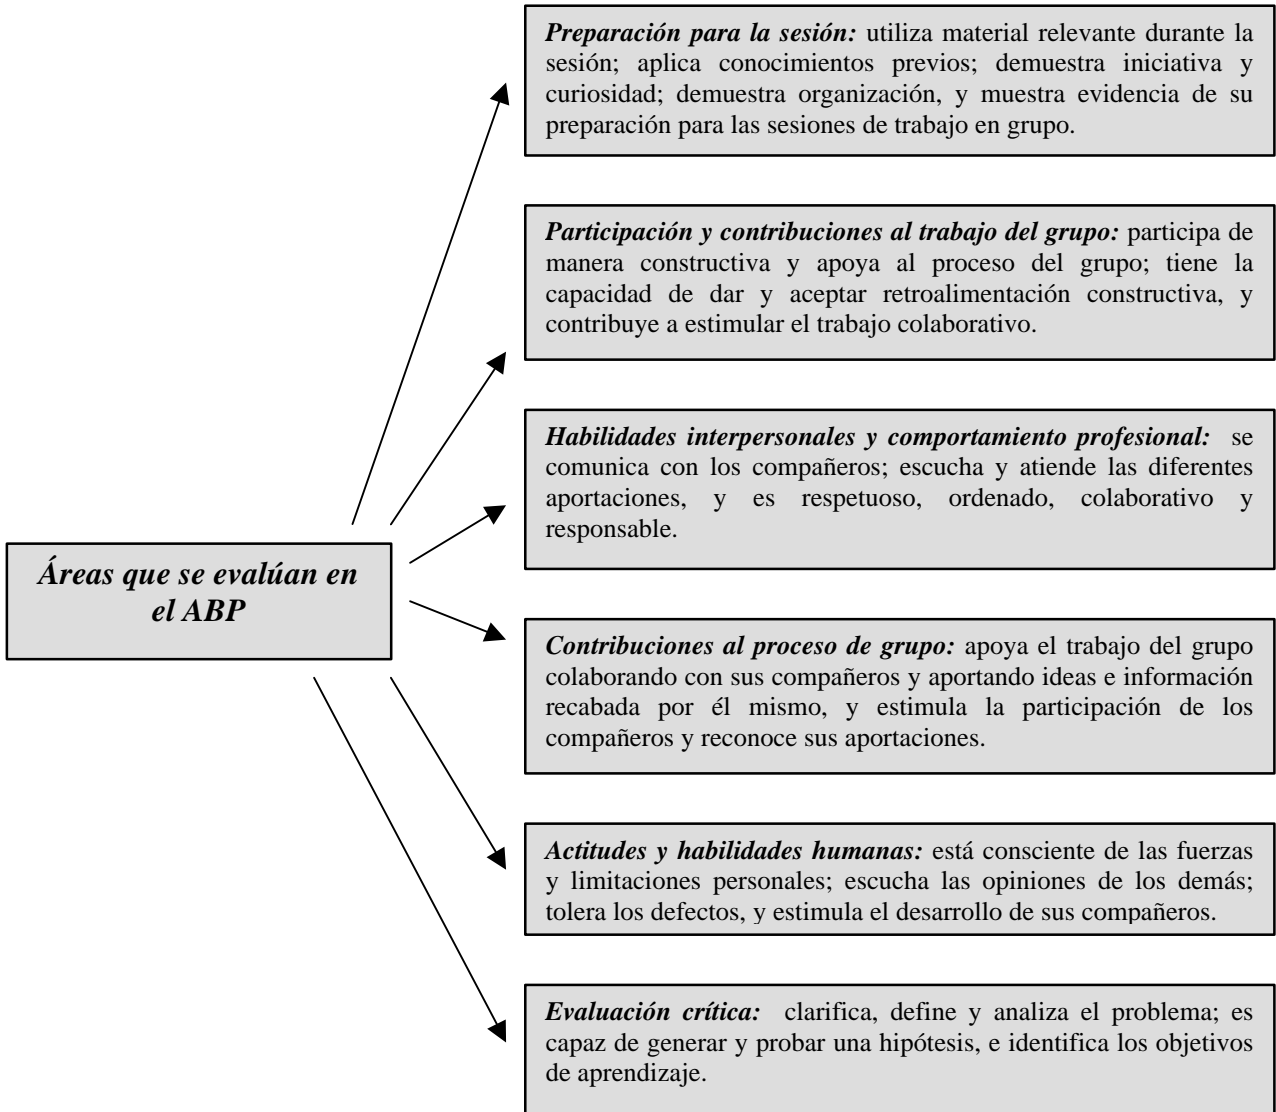 Preparación para la sesión: utiliza material relevante durante la
sesión; aplica conocimientos previos; demuestra iniciativa y
curiosidad; demuestra organización, y muestra evidencia de su
preparación para las sesiones de trabajo en grupo.
Participación y contribuciones al trabajo del grupo: participa de
manera constructiva y apoya al proceso del grupo; tiene la
capacidad de dar y aceptar retroalimentación constructiva, y
contribuye a estimular el trabajo colaborativo.
Habilidades interpersonales y comportamiento profesional: se
comunica con los compañeros; escucha y atiende las diferentes
aportaciones, y es respetuoso, ordenado, colaborativo y
responsable.
Áreas que se evalúan en
el ABP
Contribuciones al proceso de grupo: apoya el trabajo del grupo
colaborando con sus compañeros y aportando ideas e información
recabada por él mismo, y estimula la participación de los
compañeros y reconoce sus aportaciones.
Actitudes y habilidades humanas: está consciente de las fuerzas
y limitaciones personales; escucha las opiniones de los demás;
tolera los defectos, y estimula el desarrollo de sus compañeros.
Evaluación crítica: clarifica, define y analiza el problema; es
capaz de generar y probar una hipótesis, e identifica los objetivos
de aprendizaje.